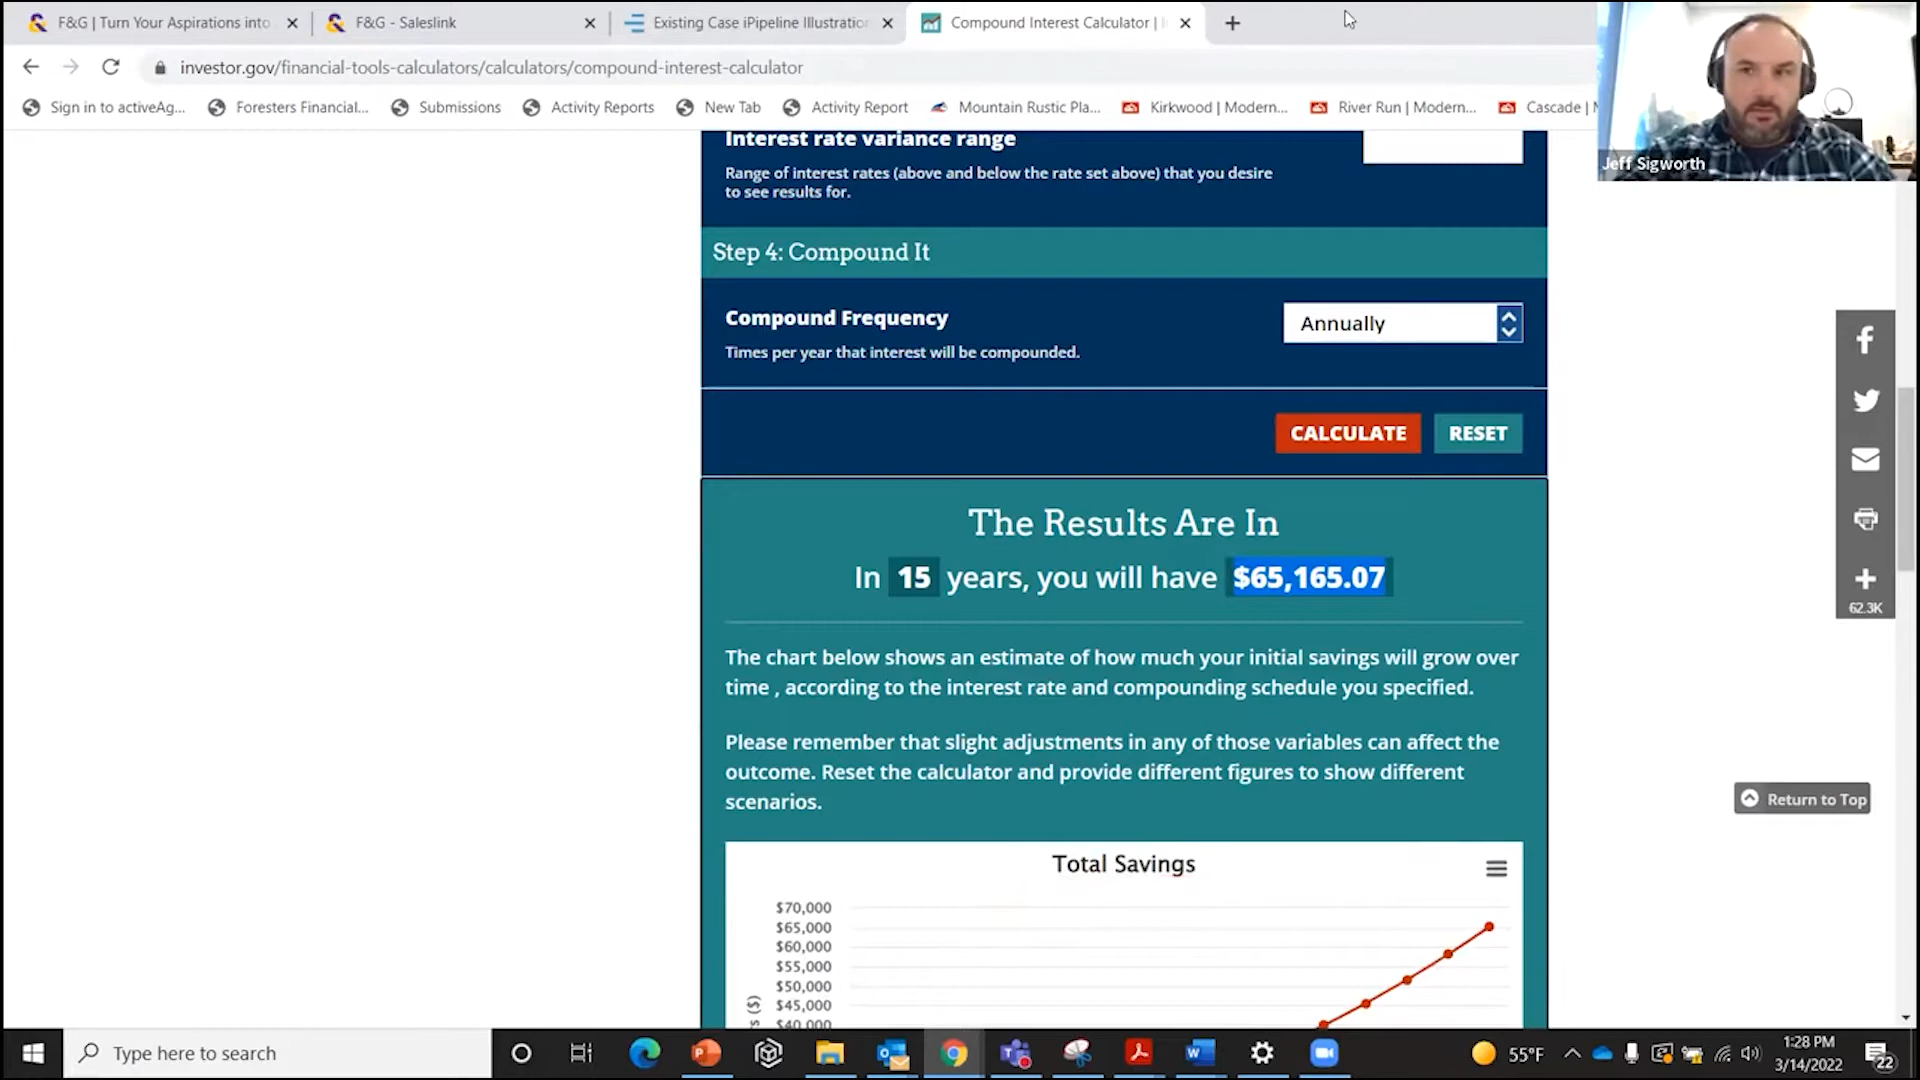 F&G | Turn Your Aspirations into
F&G - Saleslink
Existing Case iPipeline Illustration
Compound Interest Calculator |
investor.gov/financial-tools-calculators/calculators/compound-interest-calculator
Sign in to activeAg...
Foresters Financial...
Submissions
Activity Reports
New Tab
Activity Report
Mountain Rustic Pla...
Kirkwood | Modern...
River Run | Modern...
Cascade |
Jeff Sigworth
Interest rate variance range
Range of interest rates (above and below the rate set above) that you desire
to see results for.
Step 4: Compound It
Compound Frequency
Annually
Times per year that interest will be compounded.
CALCULATE
RESET
The Results Are In
In 15 years, you will have $65,165.07
The chart below shows an estimate of how much your initial savings will grow over
time , according to the interest rate and compounding schedule you specified.
Please remember that slight adjustments in any of those variables can affect the
outcome. Reset the calculator and provide different figures to show different
scenarios.
62.3K
Return to Top
Total Savings
$70,000
$65,000
$60,000
$55,000
$50,000
$45,000
$40,000
($)
Type here to search
55°F
1:28 PM
3/14/2022
22